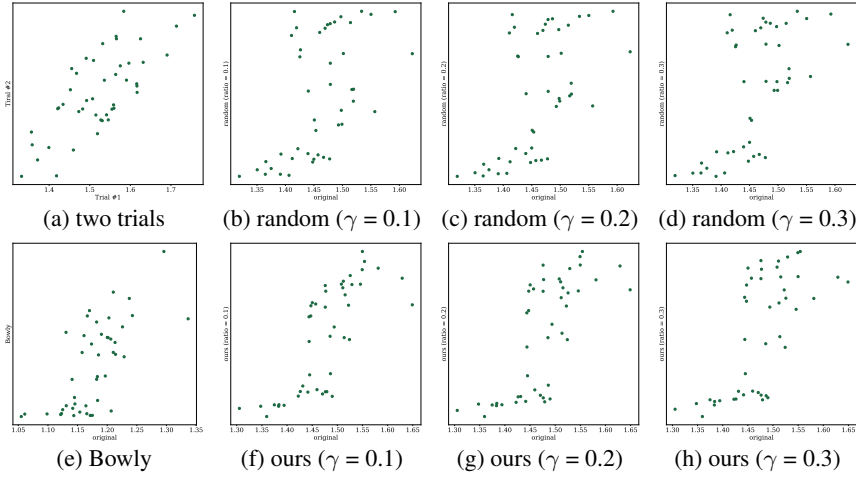 Tiral #2
1.4 1.5 1.6 1.7
Trial #1
(a) two trials
random (ratio = 0.1)
1.35 1.40 1.45 1.50 1.55 1.60
original
(b) random (γ = 0.1)
random (ratio = 0.2)
1.35 1.40 1.45 1.50 1.55 1.60
original
(c) random (γ = 0.2)
random (ratio = 0.3)
1.35 1.40 1.45 1.50 1.55 1.60
original
(d) random (γ = 0.3)
Bowly
1.05 1.10 1.15 1.20 1.25 1.30 1.35
original
(e) Bowly
ours (ratio = 0.1)
1.30 1.35 1.40 1.45 1.50 1.55 1.60 1.65
original
(f) ours (γ = 0.1)
ours (ratio = 0.2)
1.30 1.35 1.40 1.45 1.50 1.55 1.60 1.65
original
(g) ours (γ = 0.2)
ours (ratio = 0.3)
1.30 1.35 1.40 1.45 1.50 1.55 1.60 1.65
original
(h) ours (γ = 0.3)